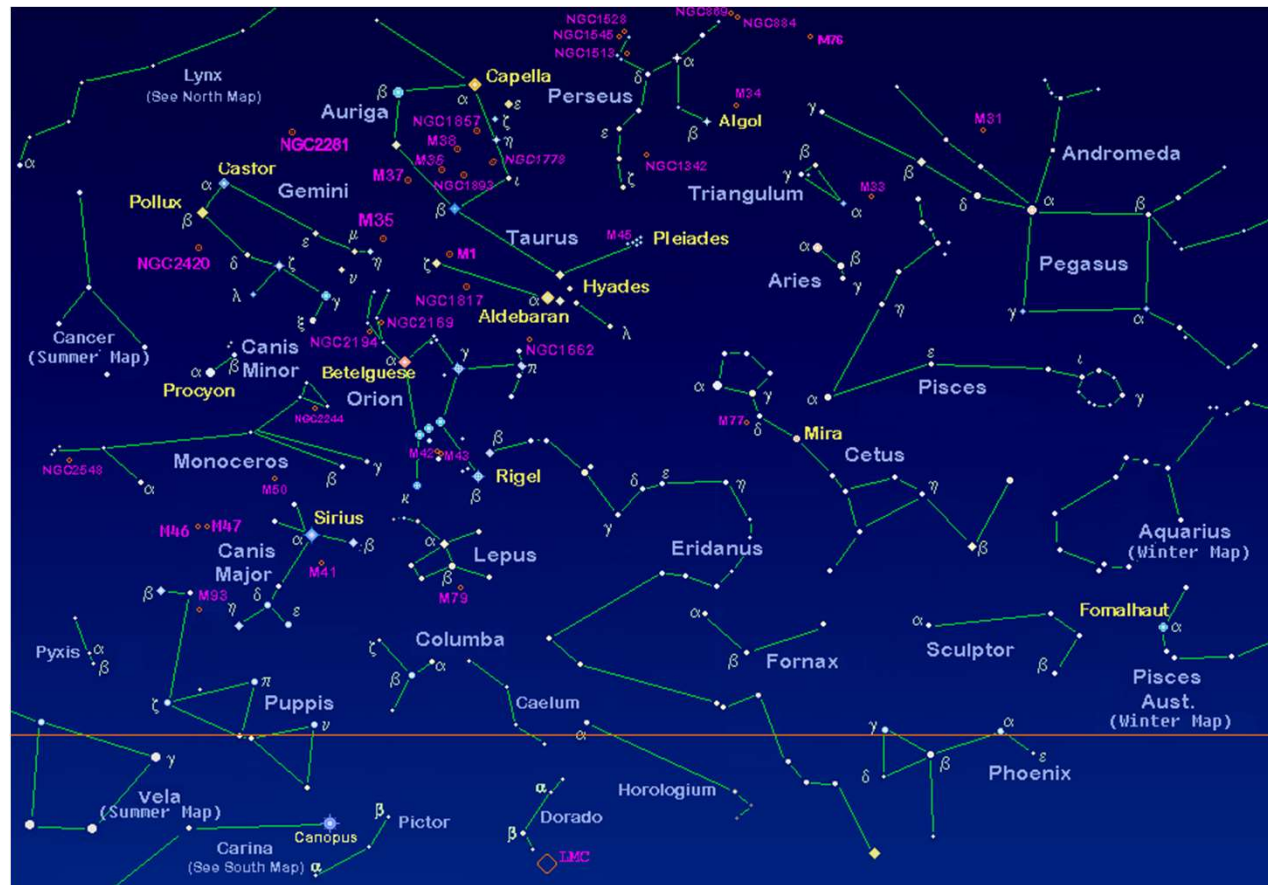 NGC1528
NGC1545
NGC1513
NGC869
NGC884
M76
Lynx
(See North Map)
α
β
Capella
α
ε
ζ
η
ι
Auriga
NGC1857
M38
M36
NGC1893
NGC1778
M37
NGC2281
Perseus
δ
α
ε
ζ
β
Algol
M34
NGC1342
Triangulum
γ
β
α
M33
γ
β
δ
M31
Andromeda
α
β
Pegasus
γ
α
Castor
α
Gemini
Pollux
β
NGC2420
δ
ζ
λ
ε
μ
η
ν
γ
ξ
M35
β
Taurus
M45
Pleiades
ζ
M1
NGC1817
α
Aldebaran
Hyades
λ
Aries
α
β
γ
η
Cancer
(Summer Map)
Canis
Minor
α
β
Procyon
NGC2169
NGC2194
α
Betelguese
Orion
γ
π
NGC1662
α
γ
δ
M77
Mira
Cetus
η
β
ε
Pisces
ι
γ
α
NGC2244
NGC2548
Monoceros
α
β
γ
M50
M42
M43
κ
β
Rigel
β
δ
ε
γ
η
Eridanus
M46
M47
Sirius
α
β
Canis
Major
M41
δ
η
ε
α
Lepus
β
M79
Aquarius
(Winter Map)
β
M93
Pyxis
α
β
ζ
π
Puppis
ν
Columba
ζ
α
β
Caelum
α
β
Fornax
α
Sculptor
β
Fomalhaut
α
Pisces
Aust.
(Winter Map)
α
Horologium
γ
δ
β
α
ε
Phoenix
γ
Vela
(Summer Map)
Canopus
Carina
(See South Map)
β
Pictor
α
α
Dorado
β
LMC